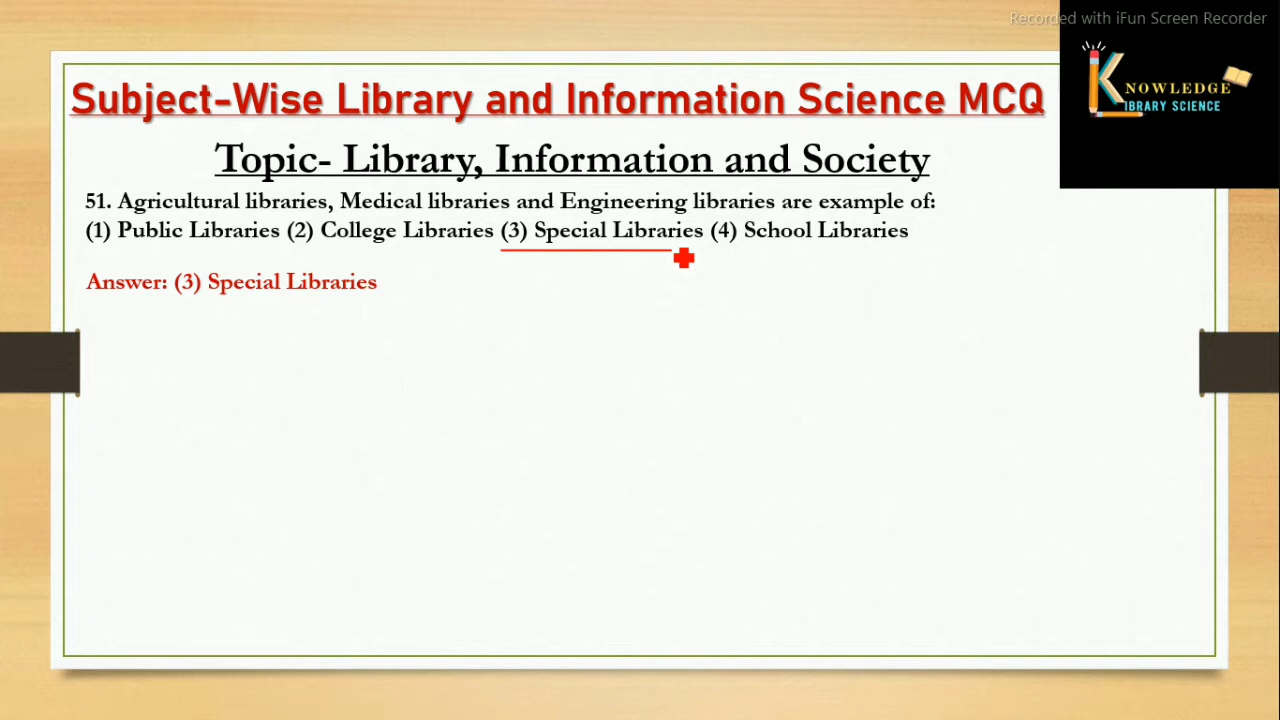 Recorded with iFun Screen Recorder
KNOWLEDGE
LIBRARY SCIENCE
Subject-Wise Library and Information Science MCQ
Topic- Library, Information and Society
51. Agricultural libraries, Medical libraries and Engineering libraries are example of:
(1) Public Libraries (2) College Libraries (3) Special Libraries (4) School Libraries
Answer: (3) Special Libraries